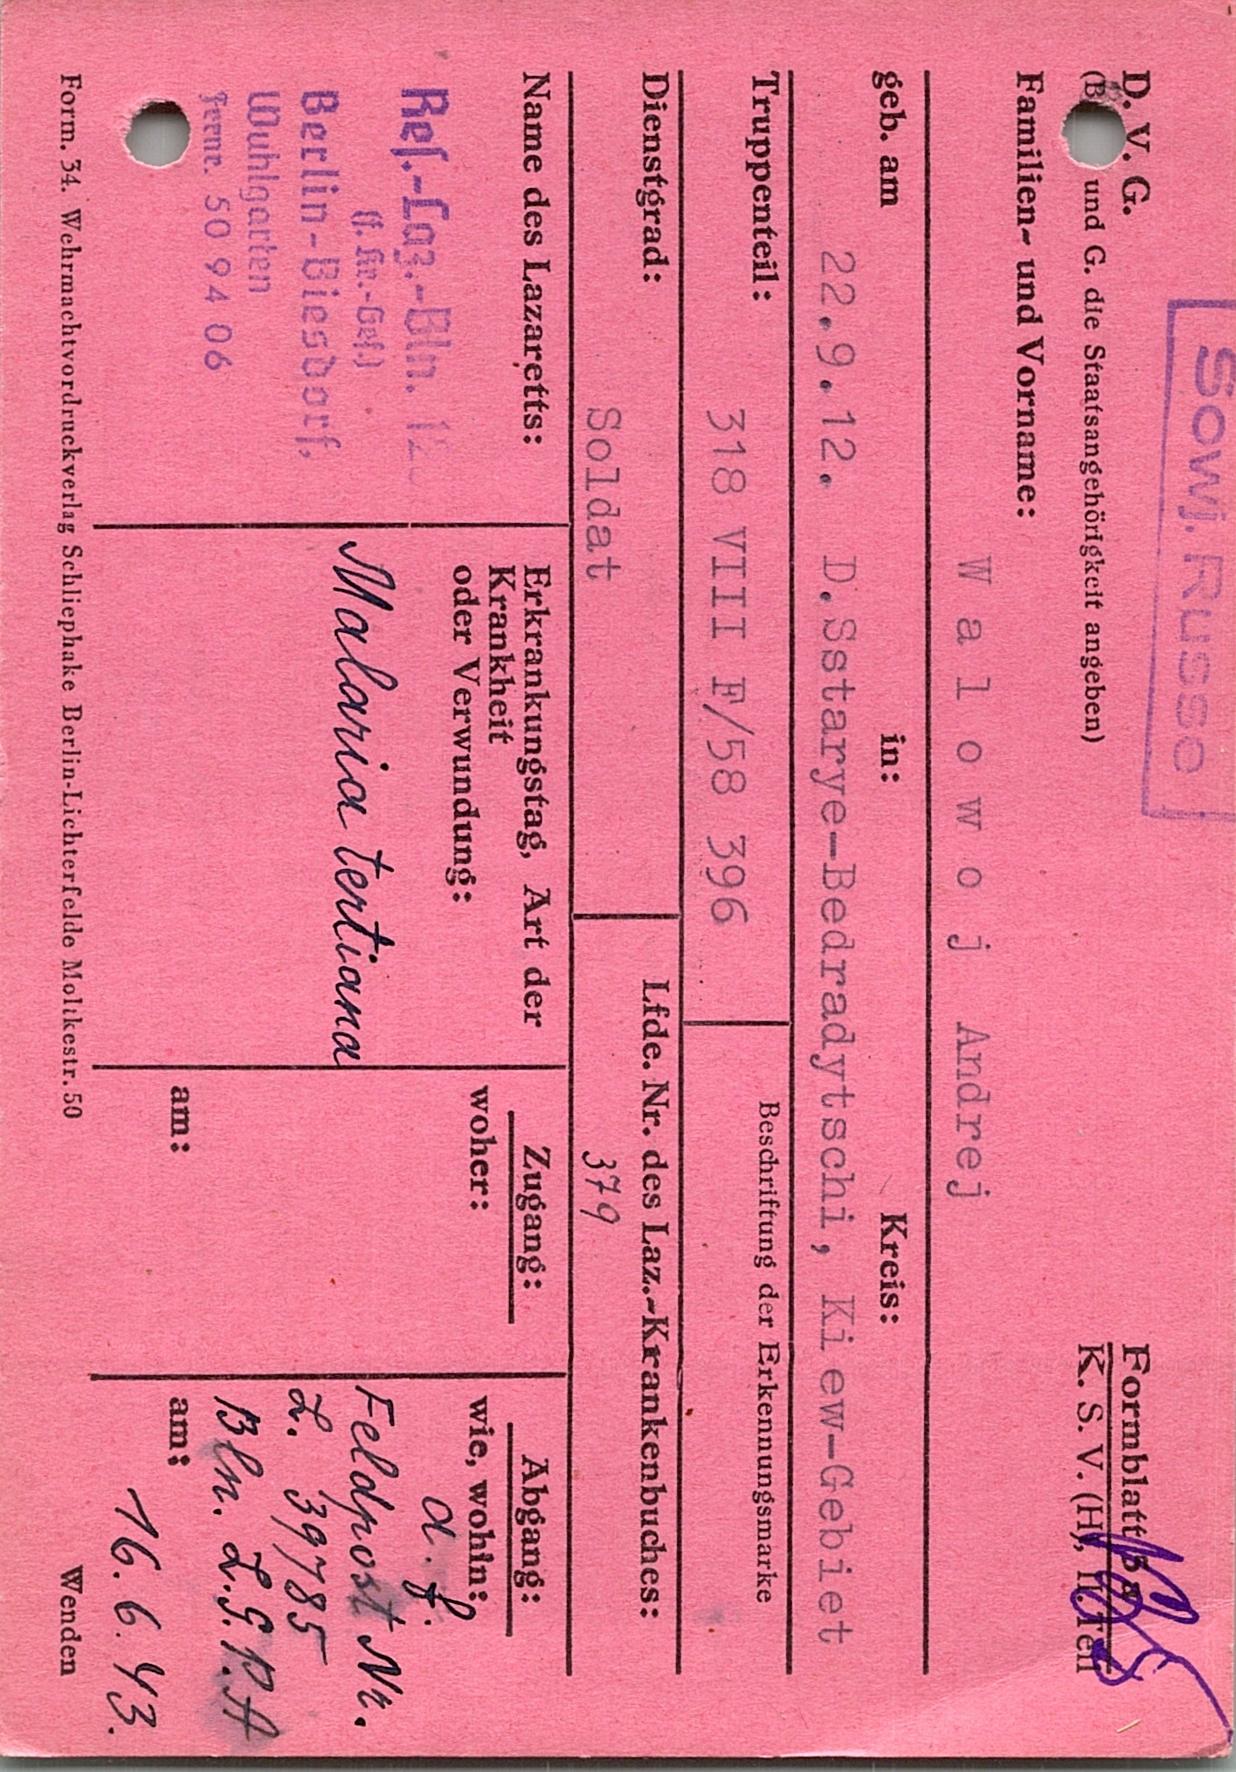 Sowj. Russe
D. V. G.
und G. die Staatsangehörigkeit angeben)
Formblatt
K. S. V. (H),
Familien- und Vorname:
W a l o w o j Andrej
geb. am in: Kreis:
22.9.12. D.Sstarye-Bedradytschi, Kiew-Gebiet
Truppenteil: Beschriftung der Erkennungsmarke
318 VIII F/58 396
Dienstgrad: Lfde. Nr. des Laz.-Krankenbuches:
Soldat 379
Name des Lazaretts:
Res.-Laz.-Bln. 12
(f. Kr.-Gef.)
Berlin-Biesdorf,
Wuhlgarten
Fernr. 50 94 06
Erkrankungstag, Art der
Krankheit
oder Verwundung:
Malaria tertiana
Zugang:
woher:
am:
Abgang:
wie, wohin:
d. f.
Feldpost Nr.
L. 39785
Bln. L.G.P.A
am:
16.6.43.
Form. 34. Wehrmachtvordruckverlag Schliephake Berlin-Lichterfelde Moltkestr. 50
Wenden